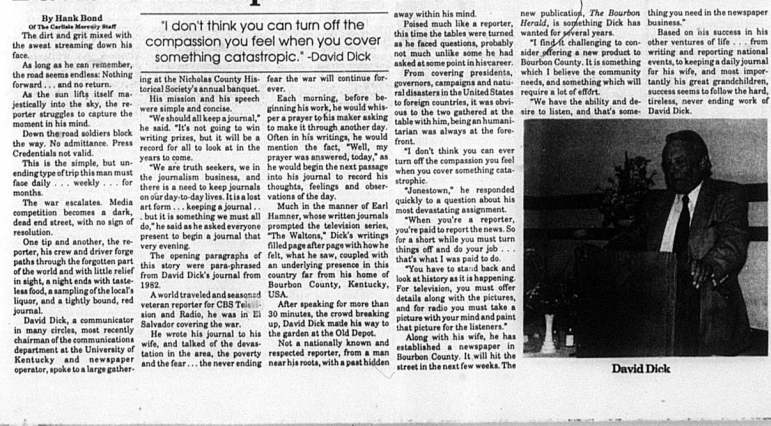 By Hank Bond
Of The Carlisle Mercury Staff
The dirt and grit mixed with
the sweat streaming down his
face.
As long as he can remember,
the road seems endless: Nothing
forward . . . and no return.
As the sun lifts itself ma-
jestically into the sky, the re-
porter struggles to capture the
moment in his mind.
Down the road soldiers block
the way. No admittance. Press
Credentials not valid.
This is the simple, but un-
ending type of trip this man must
face daily . . . weekly . . . for
months.
The war escalates. Media
competition becomes a dark,
dead end street, with no sign of
resolution.
One tip and another, the re-
porter, his crew and driver forge
paths through the forgotten part
of the world and with little relief
in sight, a night ends with taste-
less food, a sampling of the local's
liquor, and a tightly bound, red
journal.
David Dick, a communicator
in many circles, most recently
chairman of the communications
department at the University of
Kentucky and newspaper
operator, spoke to a large gather-
"I don't think you can turn off the
compassion you feel when you cover
something catastropic." -David Dick
ing at the Nicholas County His-
torical Society's annual banquet.
His mission and his speech
were simple and concise.
"We should all keep a journal,"
he said. "It's not going to win
writing prizes, but it will be a
record for all to look at in the
years to come.
"We are truth seekers, we in
the journalism business, and
there is a need to keep journals
on our day-to-day lives. It is a lost
art form . . . keeping a journal . .
. but it is something we must all
do," he said as he asked everyone
present to begin a journal that
very evening.
The opening paragraphs of
this story were para-phrased
from David Dick's journal from
1982.
A world traveled and seasoned
veteran reporter for CBS Televi-
sion and Radio, he was in El
Salvador covering the war.
He wrote his journal to his
wife, and talked of the devas-
tation in the area, the poverty
and the fear . . . the never ending
fear the war will continue for-
ever.
Each morning, before be-
ginning his work, he would whis-
per a prayer to his maker asking
to make it through another day.
Often in his writings, he would
mention the fact, "Well, my
prayer was answered, today," as
he would begin the next passage
into his journal to record his
thoughts, feelings and obser-
vations of the day.
Much in the manner of Earl
Hamner, whose written journals
prompted the television series,
"The Waltons," Dick's writings
filled page after page with how he
felt, what he saw, coupled with
an underlying presence in this
country far from his home of
Bourbon County, Kentucky,
USA.
After speaking for more than
30 minutes, the crowd breaking
up, David Dick made his way to
the garden at the Old Depot.
Not a nationally known and
respected reporter, from a man
near his roots, with a past hidden
away within his mind.
Poised much like a reporter,
this time the tables were turned
as he faced questions, probably
not much unlike some he had
asked at some point in his career.
From covering presidents,
governors, campaigns and natu-
ral disasters in the United States
to foreign countries, it was obvi-
ous to the two gathered at the
table with him, being an human-
itarian was always at the fore-
front.
"I don't think you can ever
turn off the compassion you feel
when you cover something cata-
strophic.
"Jonestown," he responded
quickly to a question about his
most devastating assignment.
"When you're a reporter,
you're paid to report the news. So
for a short while you must turn
things off and do your job . . .
that's what I was paid to do.
"You have to stand back and
look at history as it is happening.
For television, you must offer
details along with the pictures,
and for radio you must take a
picture with your mind and paint
that picture for the listeners."
Along with his wife, he has
established a newspaper in
Bourbon County. It will hit the
street in the next few weeks. The
new publication, The Bourbon
Herald, is something Dick has
wanted for several years.
"I find it challenging to con-
sider offering a new product to
Bourbon County. It is something
which I believe the community
needs, and something which will
require a lot of effort.
"We have the ability and de-
sire to listen, and that's some-
thing you need in the newspaper
business."
Based on his success in his
other ventures of life . . . from
writing and reporting national
events, to keeping a daily journal
for his wife, and most impor-
tantly his great grandchildren,
success seems to follow the hard,
tireless, never ending work of
David Dick.
David Dick